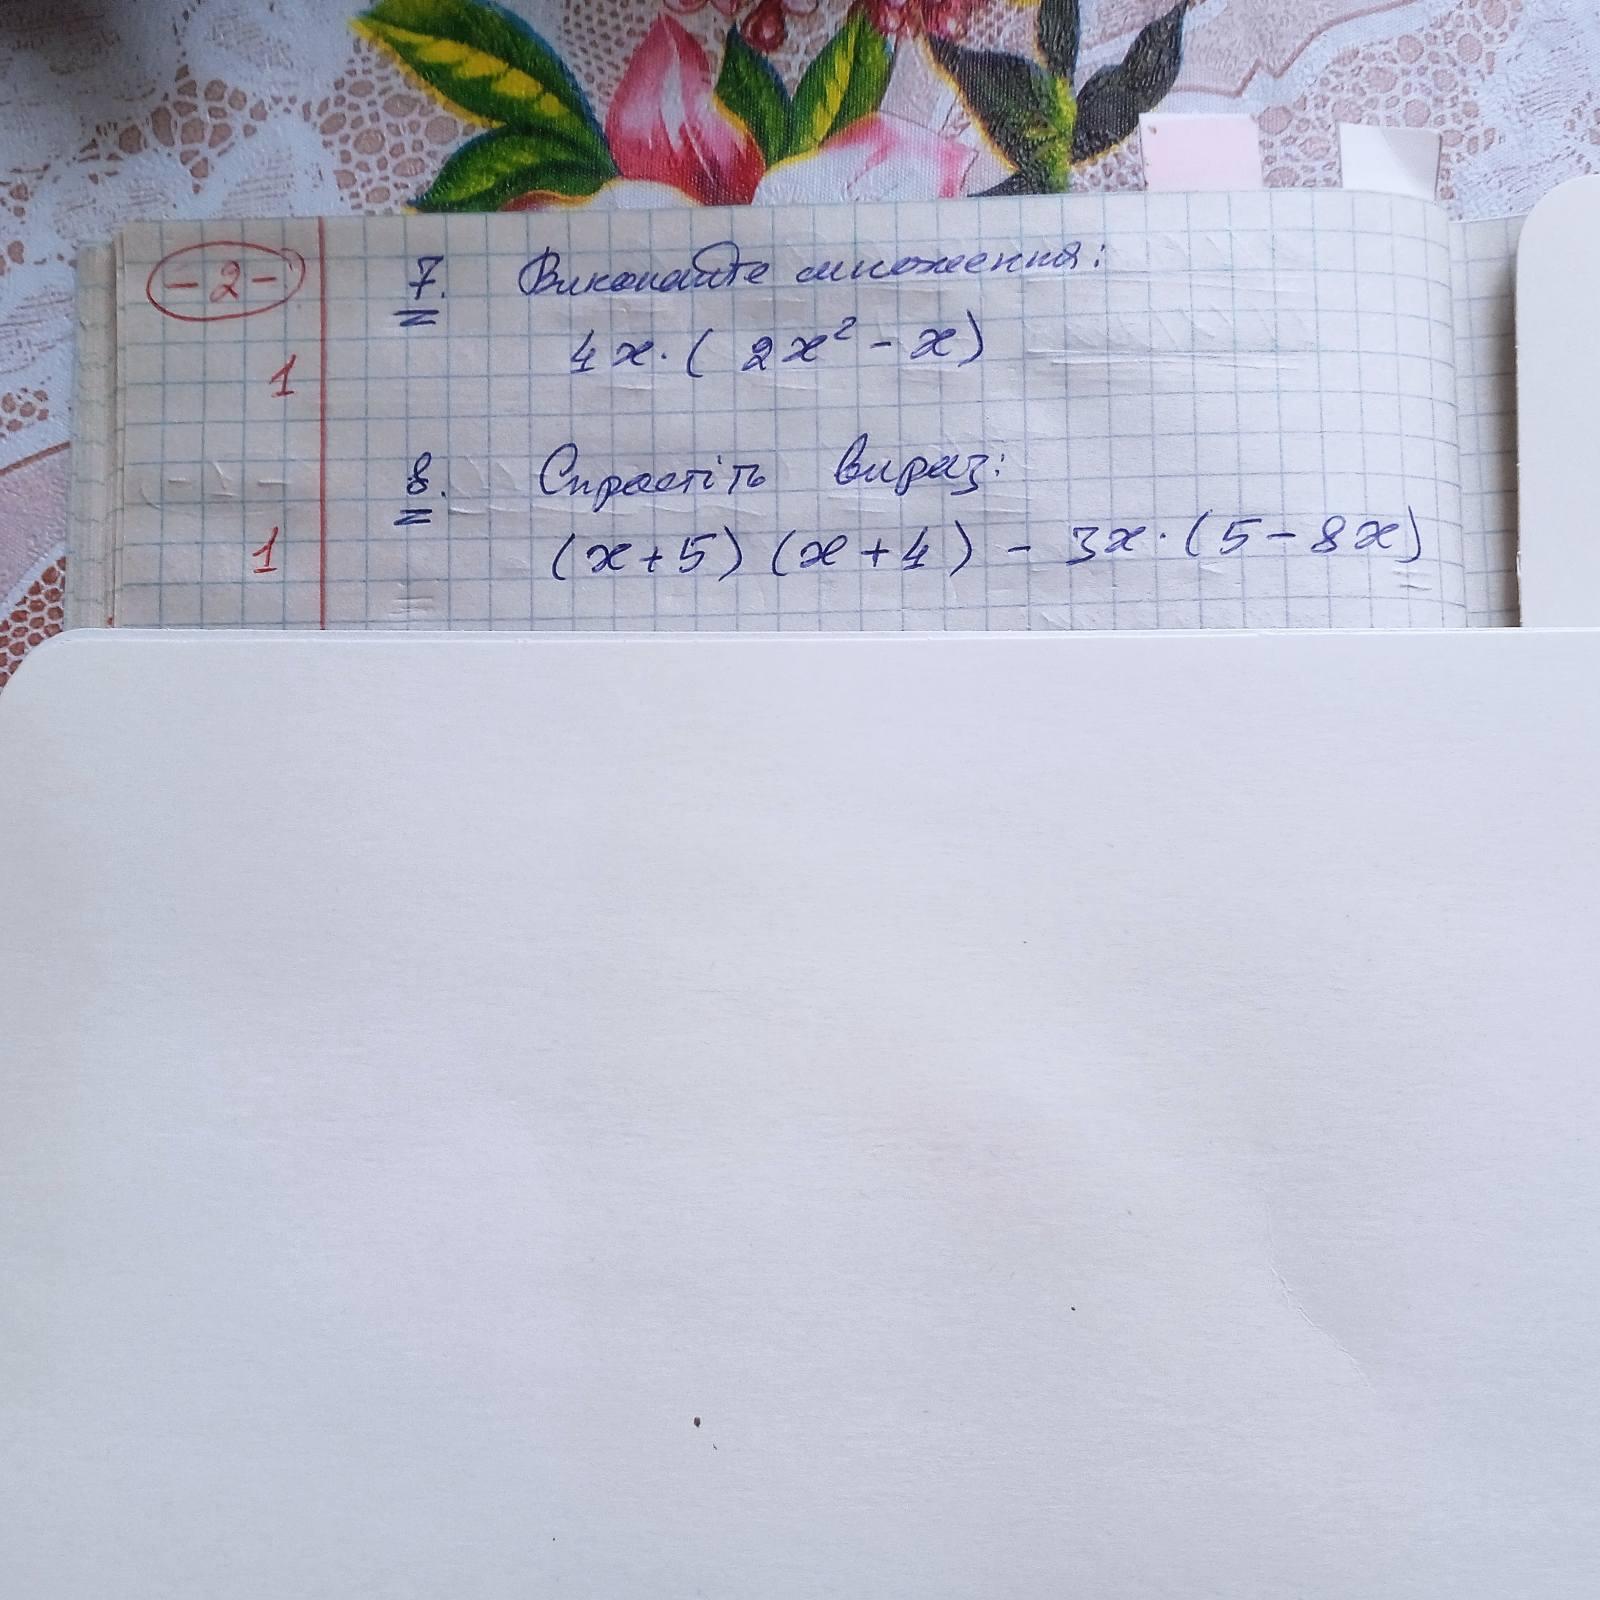 -2-
7. Виконайте множення:
4x·(2x² - x)
1
8. Спростіть вираз:
(x+5)(x+4) - 3x·(5-8x)
1